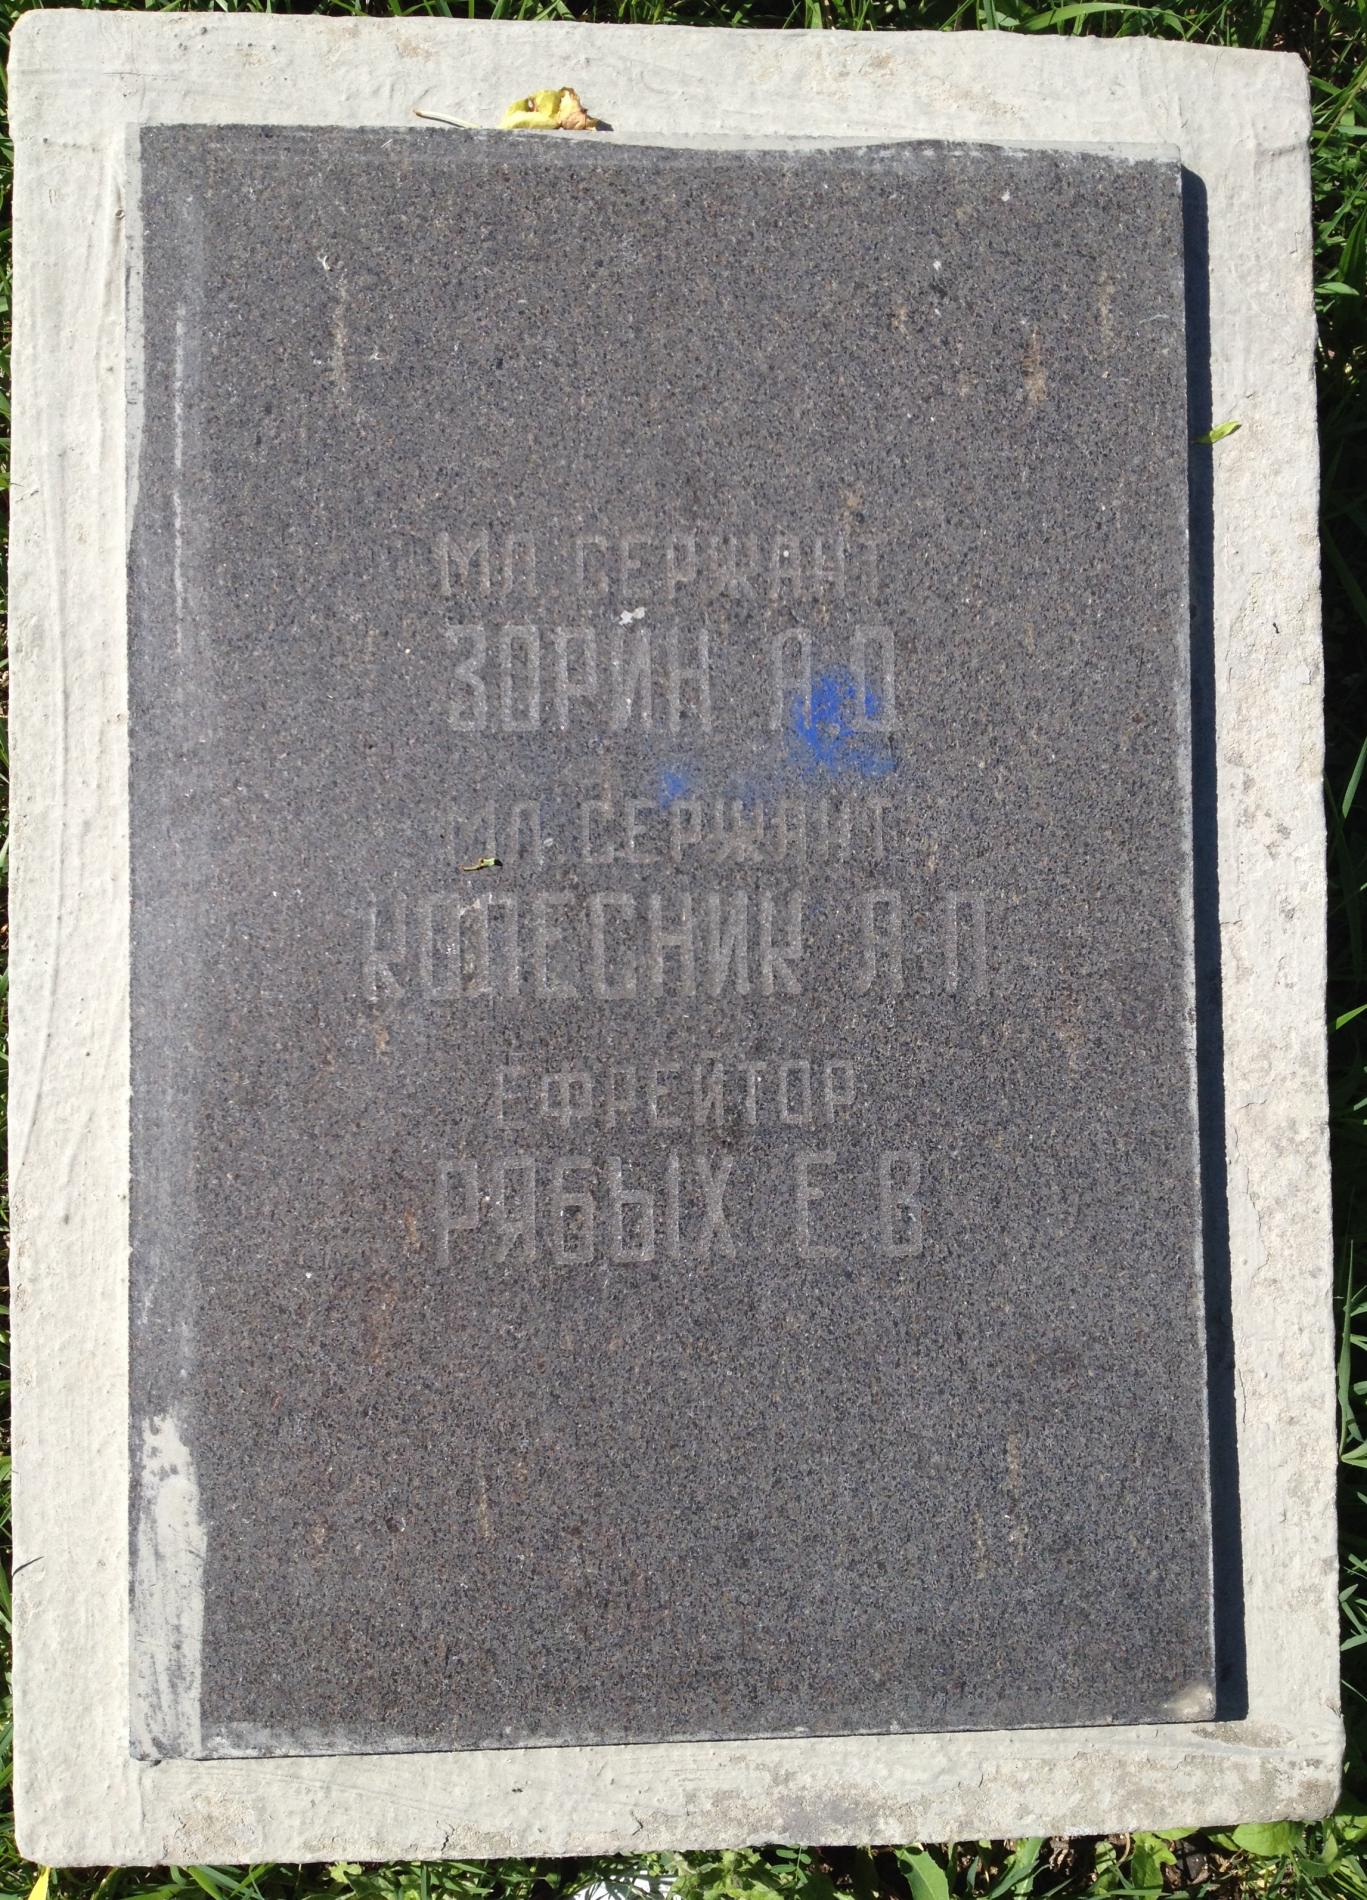 МЛ. СЕРЖАНТ
ЗОРИН А.О
МЛ. СЕРЖАНТ
КОЛЕСНИК Я П
ЕФРЕЙТОР
РЯБЫХ Е В